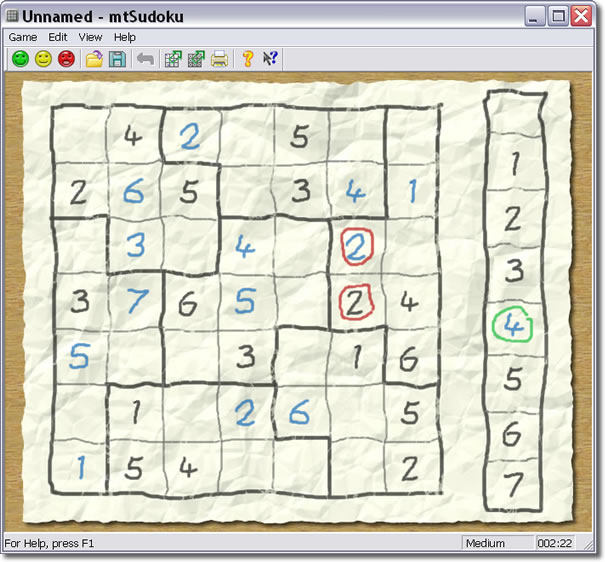 Unnamed - mtSudoku
Game Edit View Help
4 2 5
2 6 5 3 4 1
3 4 2
3 7 6 5 2 4
5 3 1 6
1 2 6 5
1 5 4 2
1
2
3
4
5
6
7
For Help, press F1 Medium 002:22